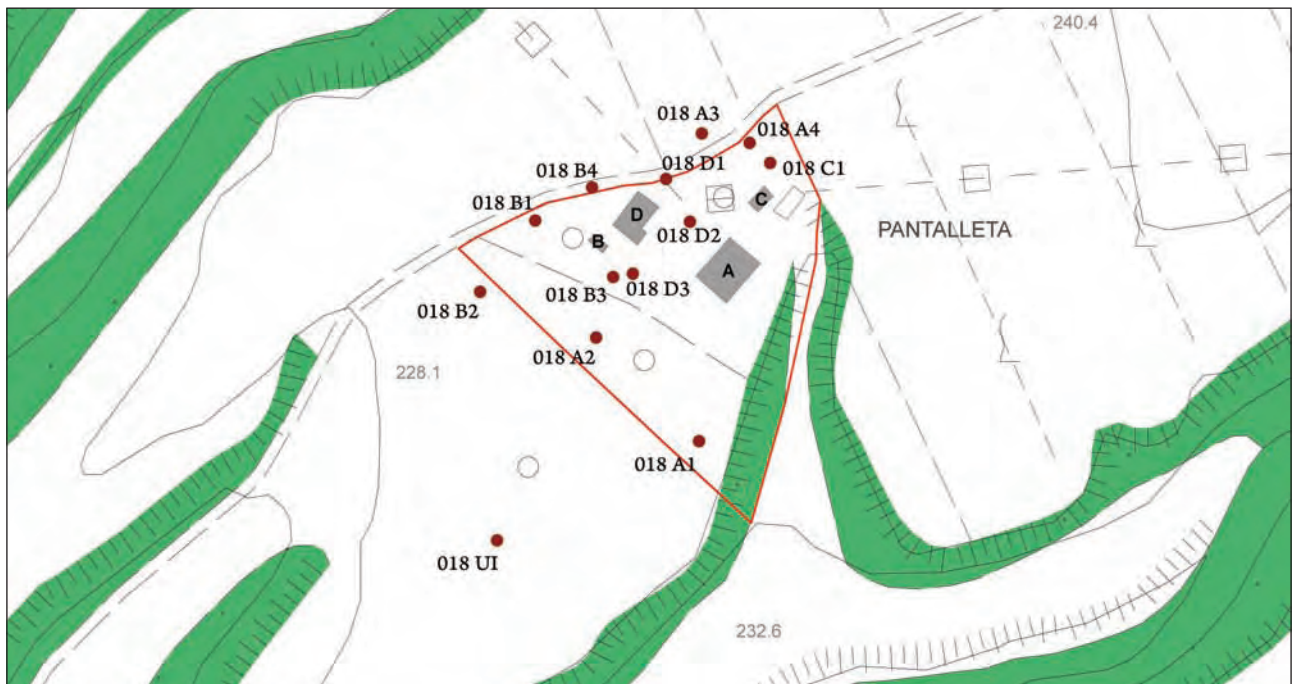 240.4
018 A3
018 A4
018 D1
018 C1
018 B4
018 B1
C
D
018 D2
PANTALLETA
B
A
018 B3
018 D3
018 B2
018 A2
228.1
018 A1
018 UI
232.6